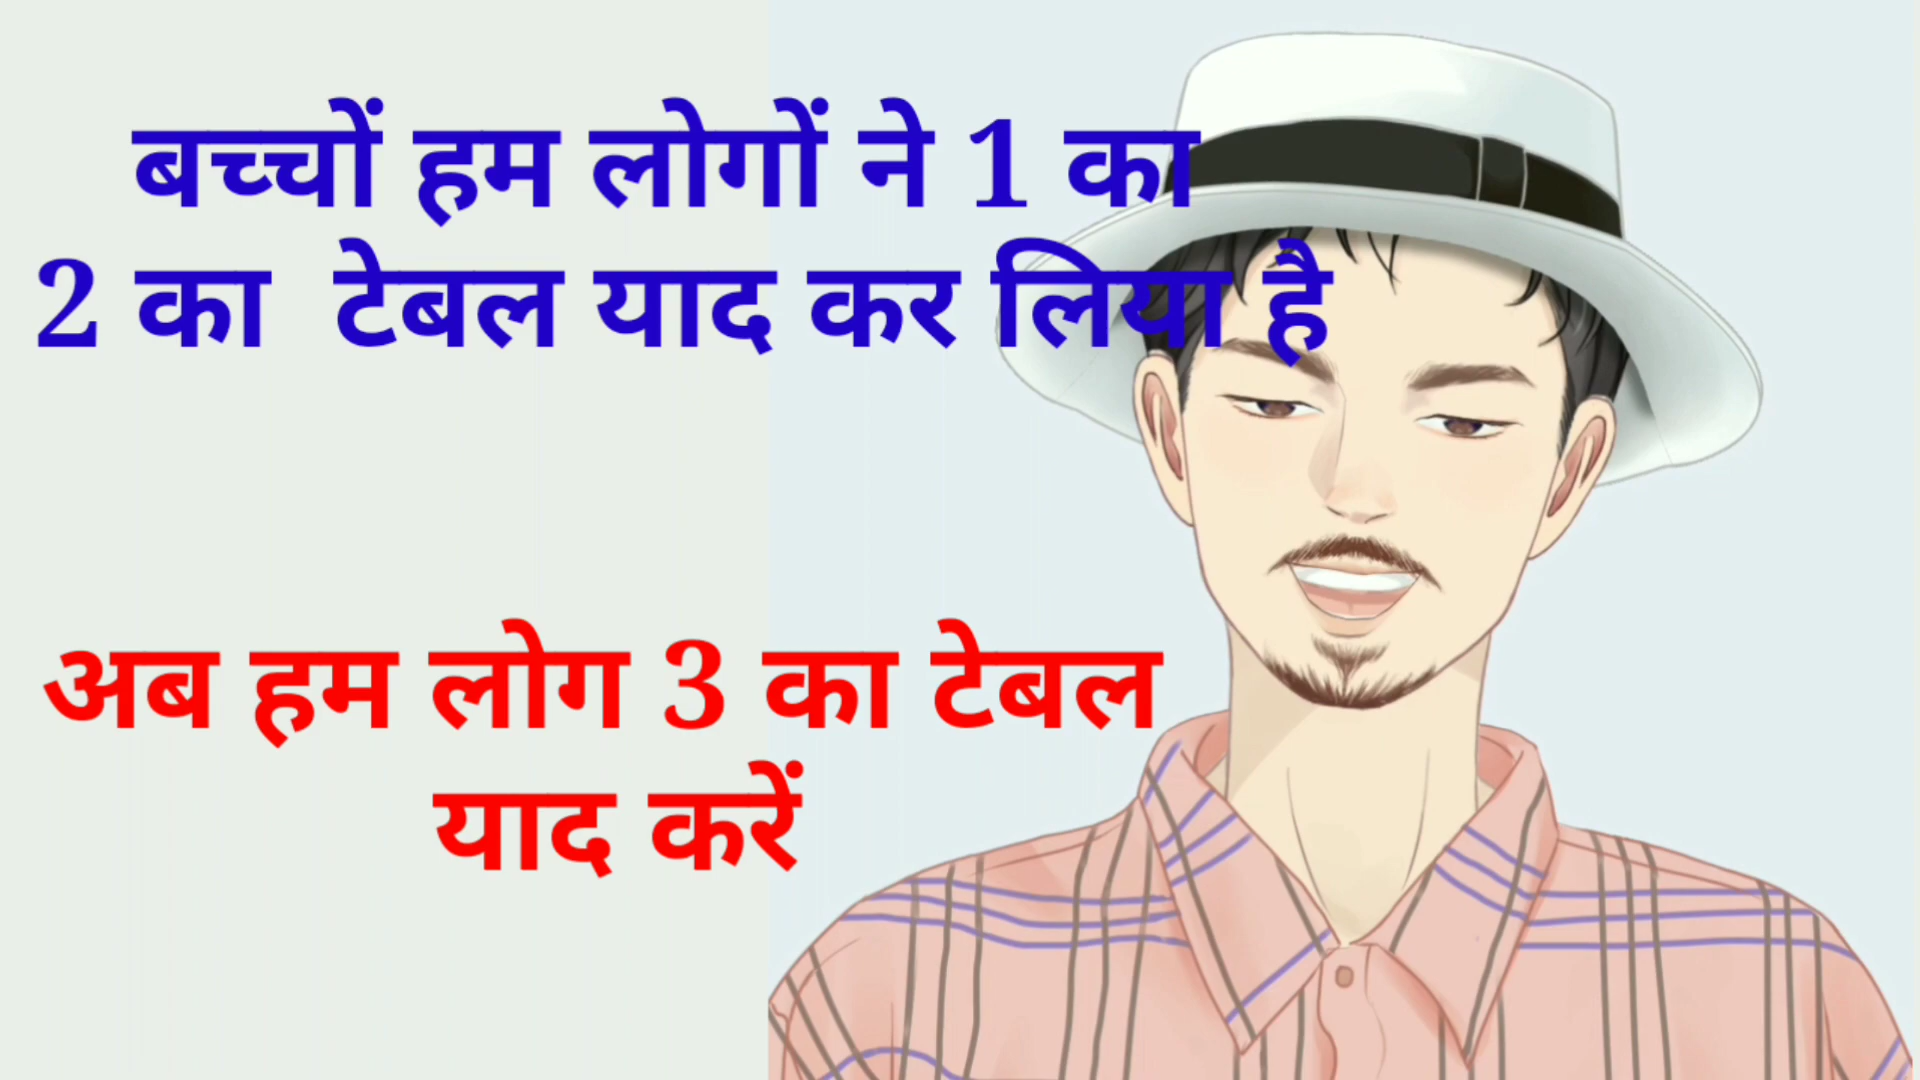 बच्चों हम लोगों ने 1 का
2 का टेबल याद कर लिया है
अब हम लोग 3 का टेबल
याद करें